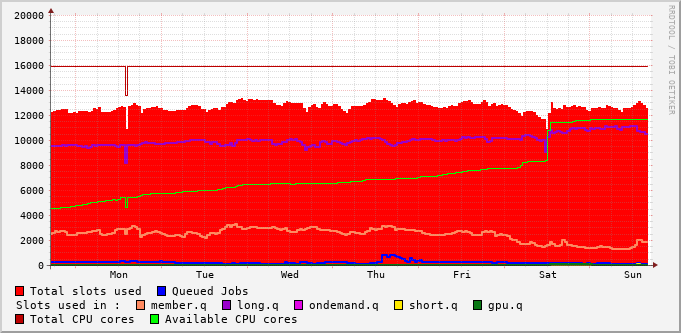 20000
18000
16000
14000
12000
10000
8000
6000
4000
2000
0
Mon Tue Wed Thu Fri Sat Sun
RRDTOOL / TOBI OETIKER
Total slots used Queued Jobs
Slots used in : member.q long.q ondemand.q short.q gpu.q
Total CPU cores Available CPU cores